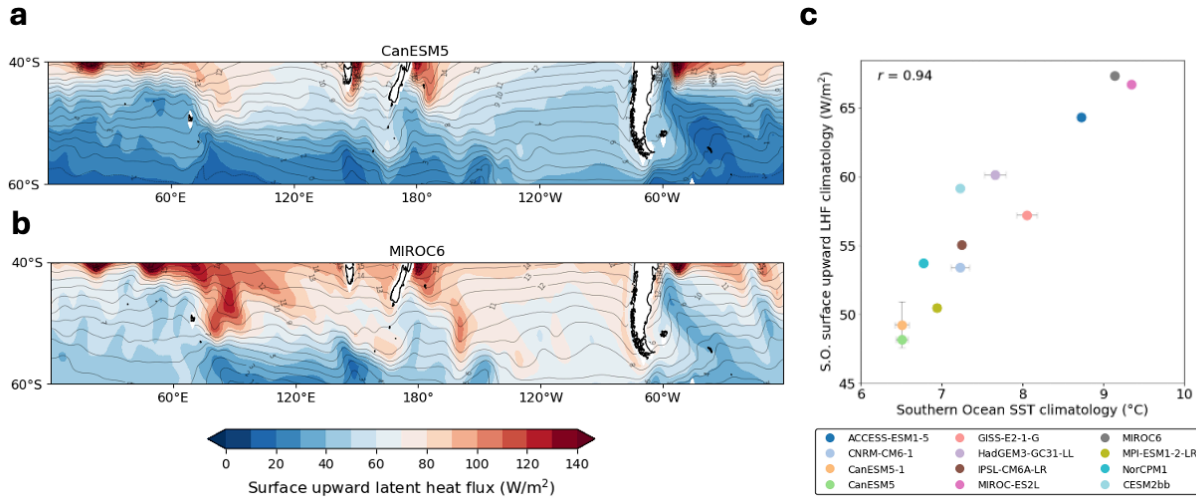 a
CanESM5
40°S
60°S
60°E
120°W
180°W
120°W
60°W
b
MIROC6
40°S
60°S
60°E
120°W
180°W
120°W
60°W
0
20
40
60
80
100
120
140
Surface upward latent heat flux (W/m²)
c
r = 0.94
S.O. surface upward LHF climatology (W/m²)
65
60
55
50
45
6
7
8
9
10
Southern Ocean SST climatology (°C)
ACCESS-ESM1-5
CNRM-CM6-1
CanESM5-1
CanESM5
GISS-E2-1-G
HadGEM3-GC31-LL
IPSL-CM6A-LR
MIROC-ES2L
MIROC6
MPI-ESM1-2-LR
NorCPM1
CESM2bb